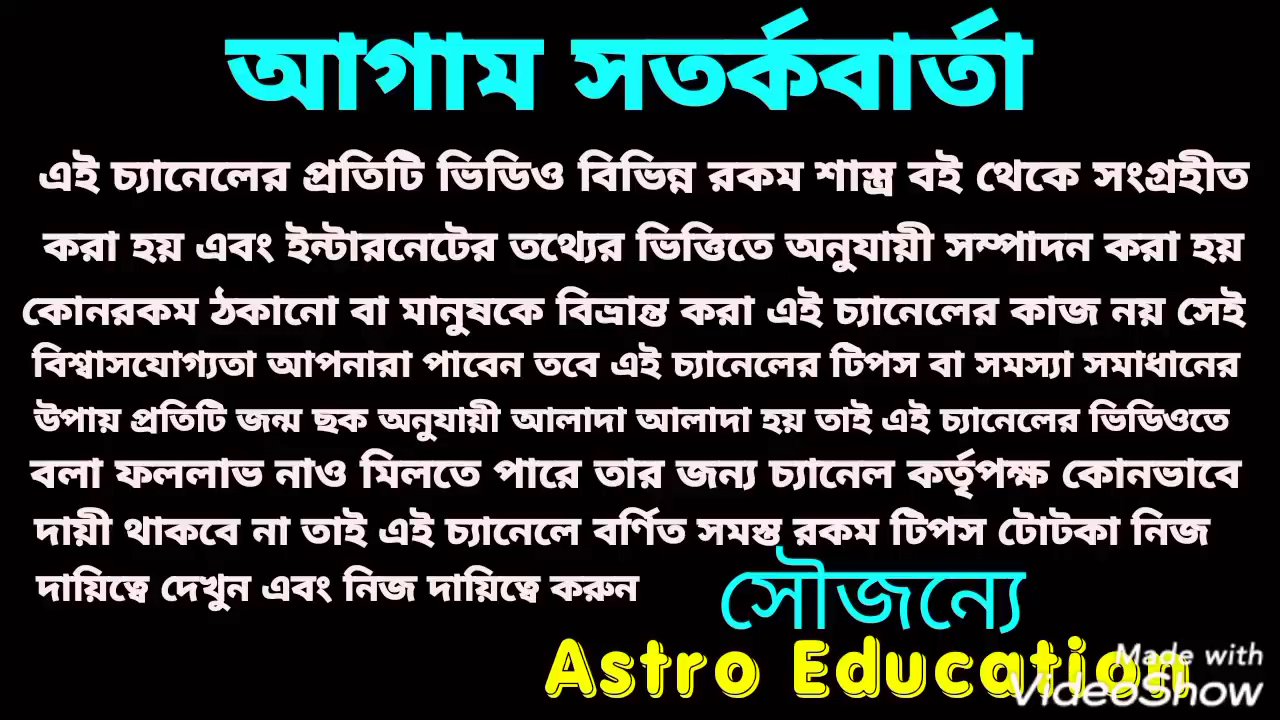 আগাম সতর্কবার্তা
এই চ্যানেলের প্রতিটি ভিডিও বিভিন্ন রকম শাস্ত্র বই থেকে সংগ্রহীত
করা হয় এবং ইন্টারনেটের তথ্যের ভিত্তিতে অনুযায়ী সম্পাদন করা হয়
কোনরকম ঠকানো বা মানুষকে বিভ্রান্ত করা এই চ্যানেলের কাজ নয় সেই
বিশ্বাসযোগ্যতা আপনারা পাবেন তবে এই চ্যানেলের টিপস বা সমস্যা সমাধানের
উপায় প্রতিটি জন্ম ছক অনুযায়ী আলাদা আলাদা হয় তাই এই চ্যানেলের ভিডিওতে
বলা ফললাভ নাও মিলতে পারে তার জন্য চ্যানেল কর্তৃপক্ষ কোনভাবে
দায়ী থাকবে না তাই এই চ্যানেলে বর্ণিত সমস্ত রকম টিপস টোটকা নিজ
দায়িত্বে দেখুন এবং নিজ দায়িত্বে করুন
সৌজন্যে
Astro Education
Made with
VideoShow